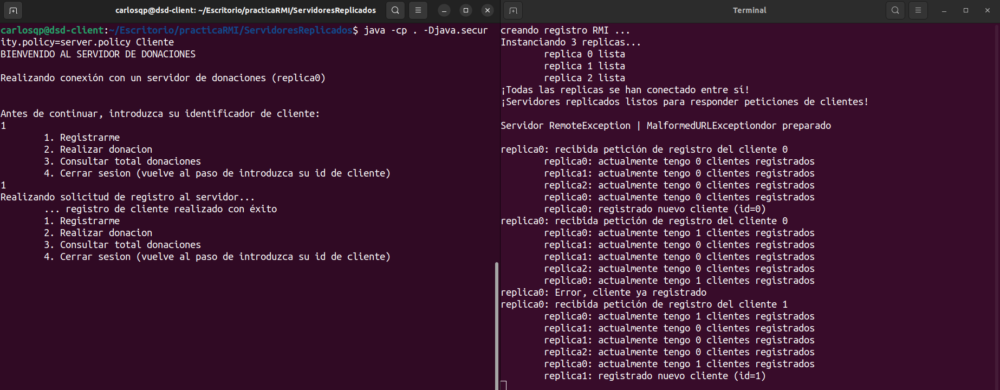 carlosqp@dsd-client: ~/Escritorio/practicaRMI/ServidoresReplicados
carlosqp@dsd-client:~/Escritorio/practicaRMI/ServidoresReplicados$ java -cp . -Djava.secur
ity.policy=server.policy Cliente
BIENVENIDO AL SERVIDOR DE DONACIONES
Realizando conexión con un servidor de donaciones (replica0)
Antes de continuar, introduzca su identificador de cliente:
1
1. Registrarme
2. Realizar donacion
3. Consultar total donaciones
4. Cerrar sesion (vuelve al paso de introduzca su id de cliente)
1
Realizando solicitud de registro al servidor...
... registro de cliente realizado con éxito
1. Registrarme
2. Realizar donacion
3. Consultar total donaciones
4. Cerrar sesion (vuelve al paso de introduzca su id de cliente)
Terminal
creando registro RMI ...
Instanciando 3 replicas...
replica 0 lista
replica 1 lista
replica 2 lista
¡Todas las replicas se han conectado entre sí!
¡Servidores replicados listos para responder peticiones de clientes!
Servidor RemoteException | MalformedURLExceptiondor preparado
replica0: recibida petición de registro del cliente 0
replica0: actualmente tengo 0 clientes registrados
replica1: actualmente tengo 0 clientes registrados
replica2: actualmente tengo 0 clientes registrados
replica0: actualmente tengo 0 clientes registrados
replica0: registrado nuevo cliente (id=0)
replica0: recibida petición de registro del cliente 0
replica0: actualmente tengo 1 clientes registrados
replica1: actualmente tengo 0 clientes registrados
replica1: actualmente tengo 0 clientes registrados
replica2: actualmente tengo 0 clientes registrados
replica0: actualmente tengo 1 clientes registrados
replica0: Error, cliente ya registrado
replica0: recibida petición de registro del cliente 1
replica0: actualmente tengo 1 clientes registrados
replica1: actualmente tengo 0 clientes registrados
replica1: actualmente tengo 0 clientes registrados
replica2: actualmente tengo 0 clientes registrados
replica0: actualmente tengo 1 clientes registrados
replica1: registrado nuevo cliente (id=1)